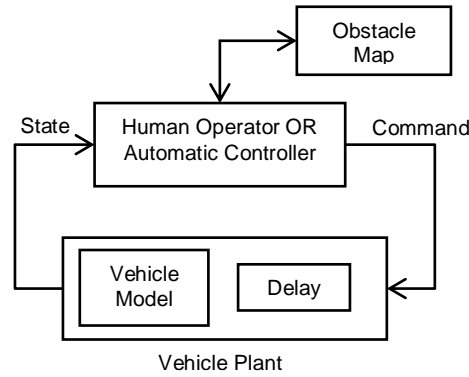 Obstacle
Map
State
Human Operator OR
Automatic Controller
Command
Vehicle
Model
Delay
Vehicle Plant